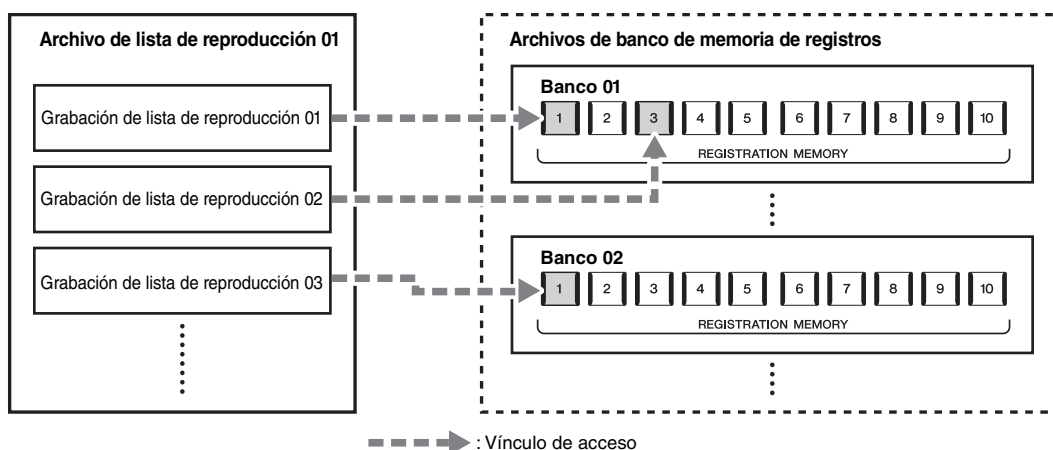 Archivo de lista de reproducción 01
Grabación de lista de reproducción 01
Grabación de lista de reproducción 02
Grabación de lista de reproducción 03
Archivos de banco de memoria de registros
Banco 01
1 2 3 4 5 6 7 8 9 10
REGISTRATION MEMORY
Banco 02
1 2 3 4 5 6 7 8 9 10
REGISTRATION MEMORY
: Vínculo de acceso